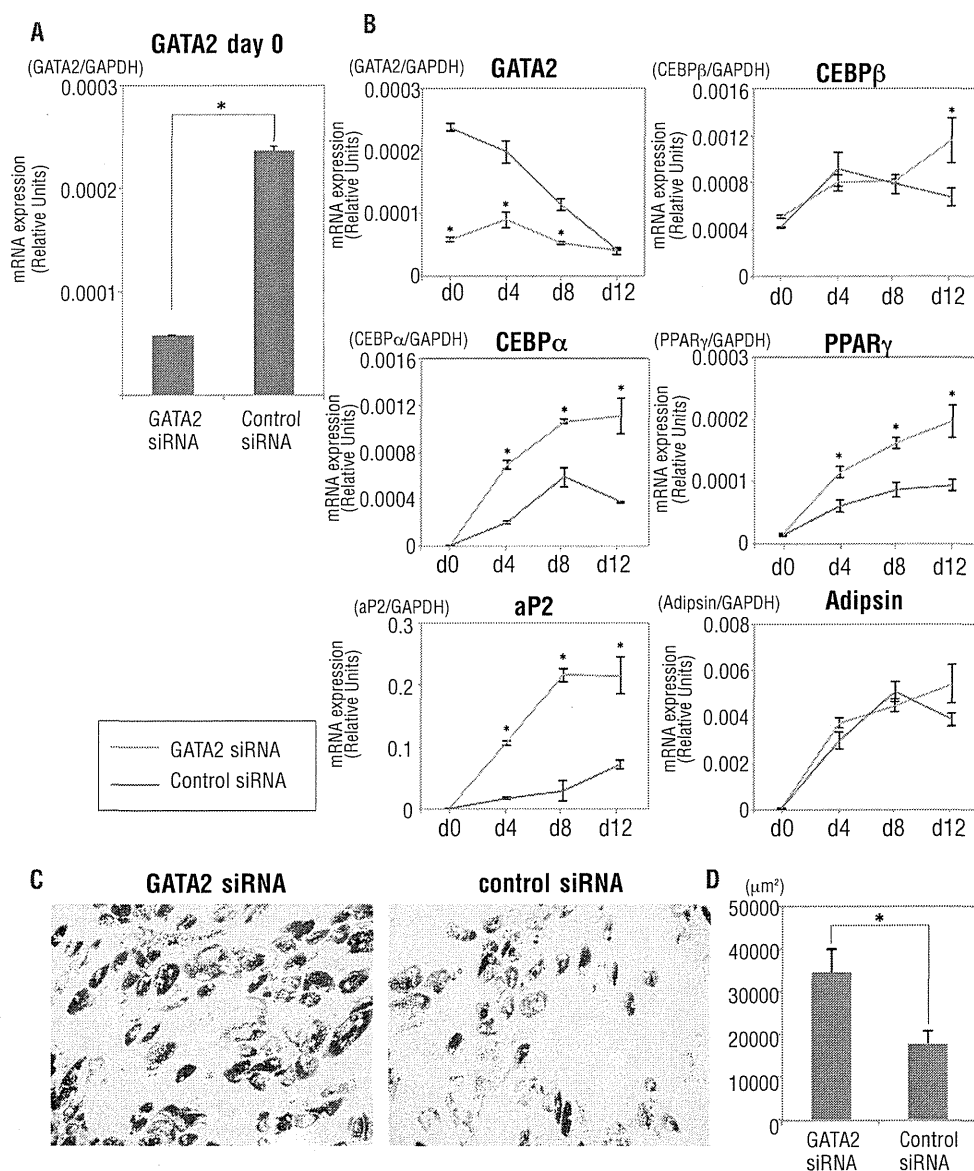 A
GATA2 day 0
(GATA2/GAPDH)
0.0003
0.0002
0.0001
mRNA expression
(Relative Units)
*
GATA2
siRNA
Control
siRNA
B
(GATA2/GAPDH)
GATA2
0.0003
0.0002
0.0001
0
mRNA expression
(Relative Units)
* * *
d0 d4 d8 d12
(CEBPβ/GAPDH)
CEBPβ
0.0016
0.0012
0.0008
0.0004
0
mRNA expression
(Relative Units)
*
d0 d4 d8 d12
(CEBPα/GAPDH)
CEBPα
0.0016
0.0012
0.0008
0.0004
0
mRNA expression
(Relative Units)
* * *
d0 d4 d8 d12
(PPARγ/GAPDH)
PPARγ
0.0003
0.0002
0.0001
0
mRNA expression
(Relative Units)
* * *
d0 d4 d8 d12
(aP2/GAPDH)
aP2
0.3
0.2
0.1
0
mRNA expression
(Relative Units)
* * *
d0 d4 d8 d12
(Adipsin/GAPDH)
Adipsin
0.008
0.006
0.004
0.002
0
mRNA expression
(Relative Units)
d0 d4 d8 d12
GATA2 siRNA
Control siRNA
C
GATA2 siRNA
control siRNA
D
(μm²)
50000
40000
30000
20000
10000
0
*
GATA2
siRNA
Control
siRNA